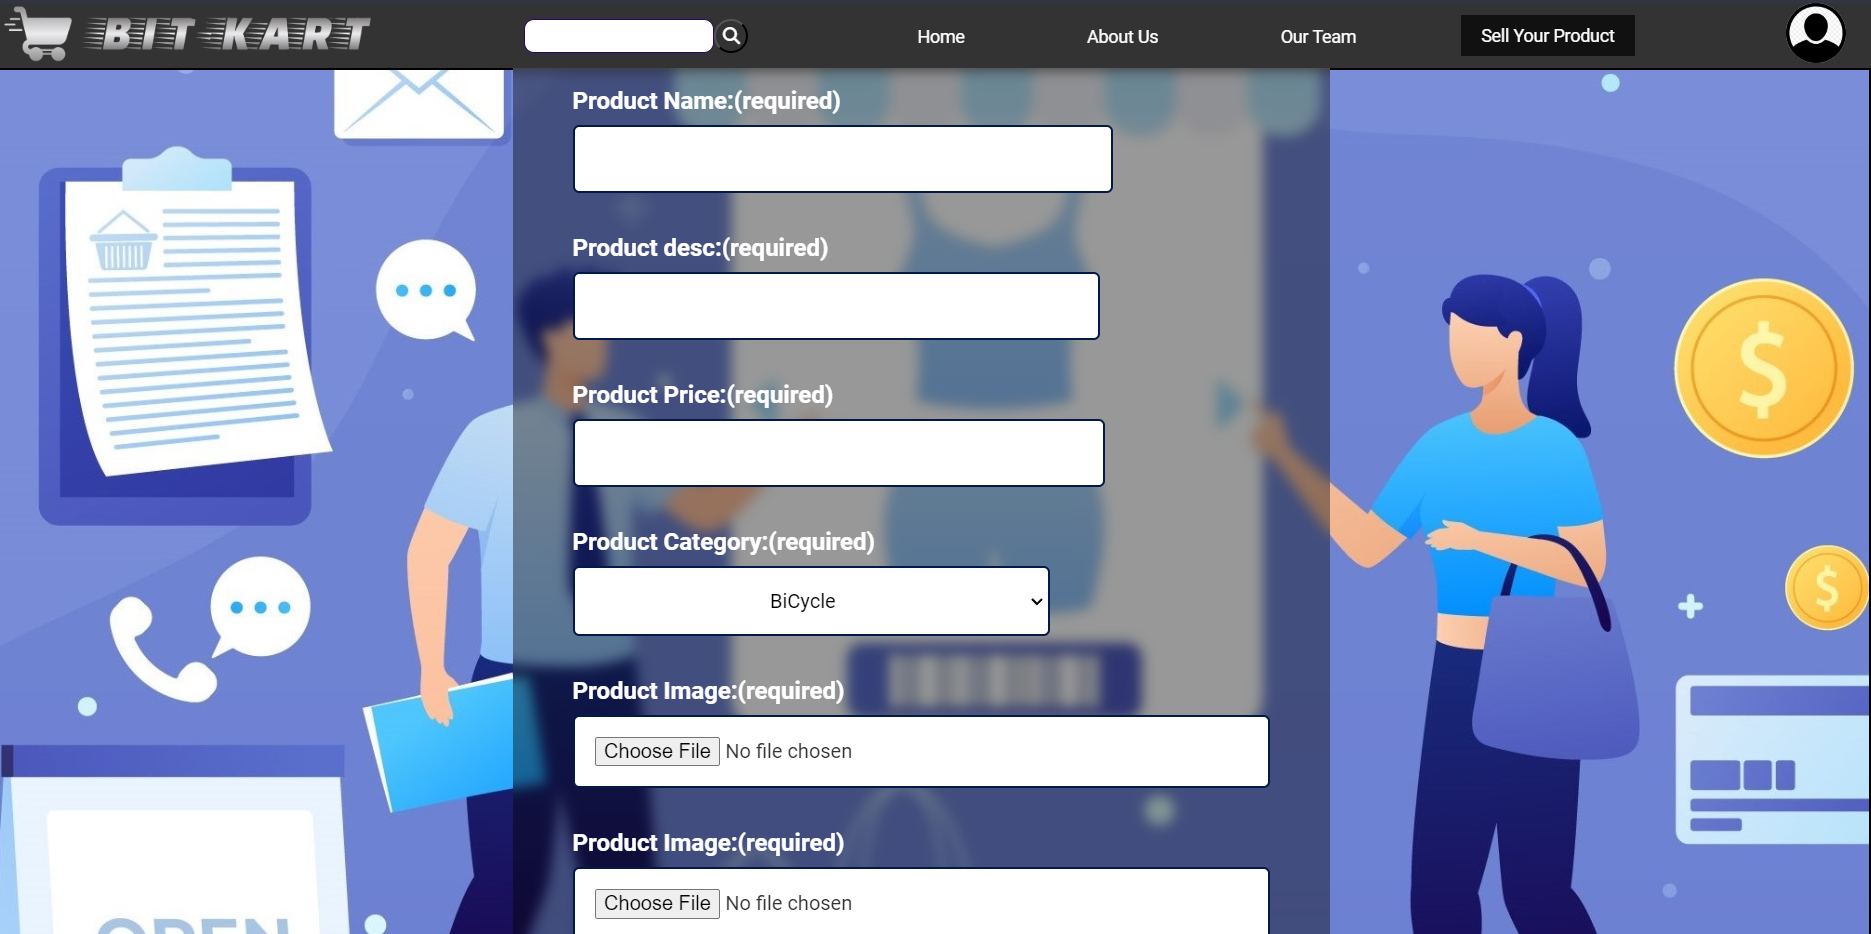 BIT KART
Home
About Us
Our Team
Sell Your Product
Product Name:(required)
Product desc:(required)
Product Price:(required)
Product Category:(required)
BiCycle
Product Image:(required)
Choose File No file chosen
Product Image:(required)
Choose File No file chosen
OPEN